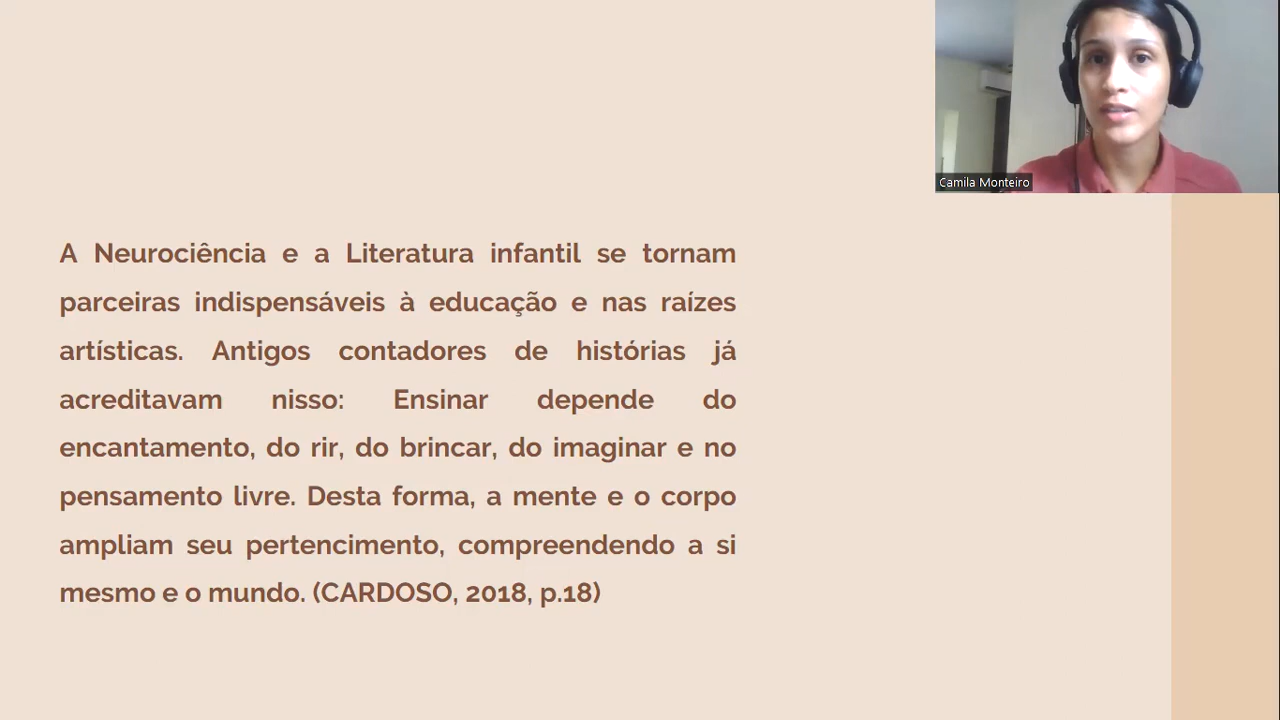 Camila Monteiro
A Neurociência e a Literatura infantil se tornam
parceiras indispensáveis à educação e nas raízes
artísticas. Antigos contadores de histórias já
acreditavam nisso: Ensinar depende do
encantamento, do rir, do brincar, do imaginar e no
pensamento livre. Desta forma, a mente e o corpo
ampliam seu pertencimento, compreendendo a si
mesmo e o mundo. (CARDOSO, 2018, p.18)